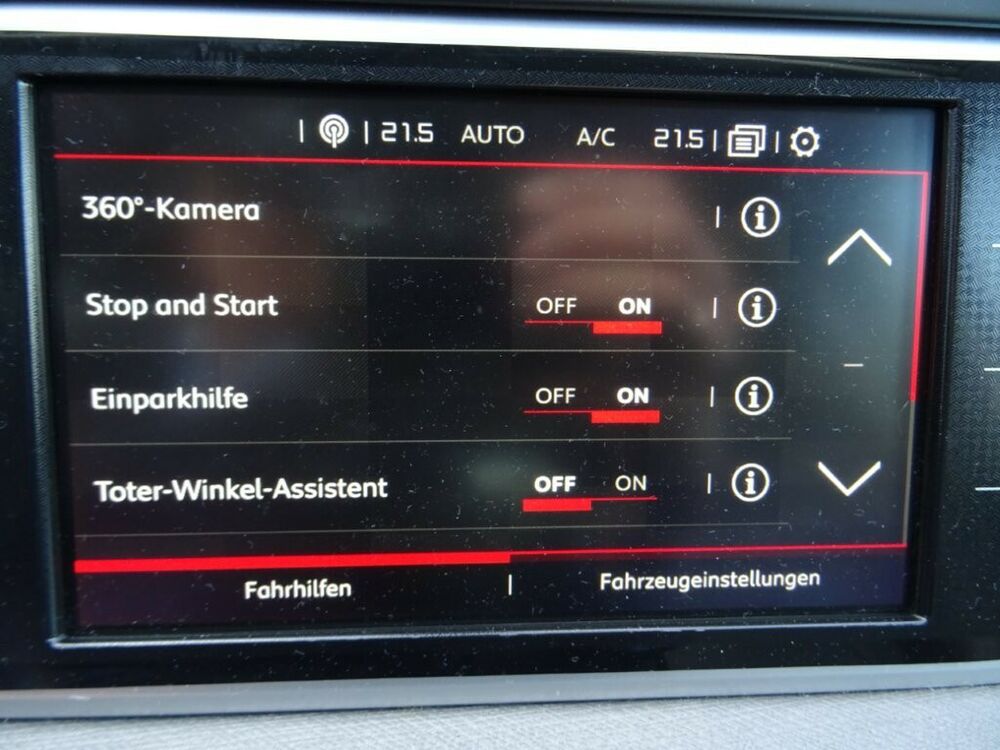 21.5 AUTO A/C 21.5
360°-Kamera
Stop and Start OFF ON
Einparkhilfe OFF ON
Toter-Winkel-Assistent OFF ON
Fahrhilfen | Fahrzeugeinstellungen